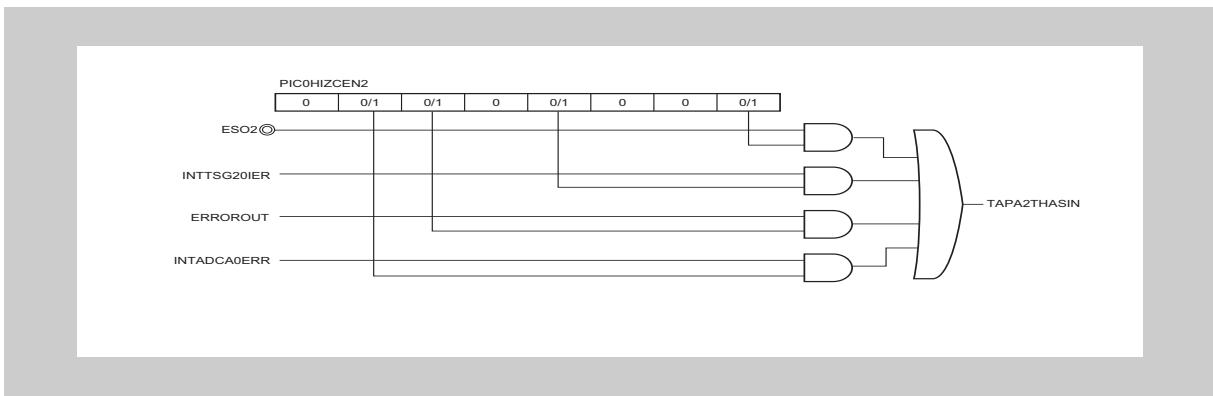 PIC0HIZCEN2
0 0/1 0/1 0 0/1 0 0 0/1
ESO2
INTTSG20IER
ERROROUT
INTADCA0ERR
TAPA2THASIN